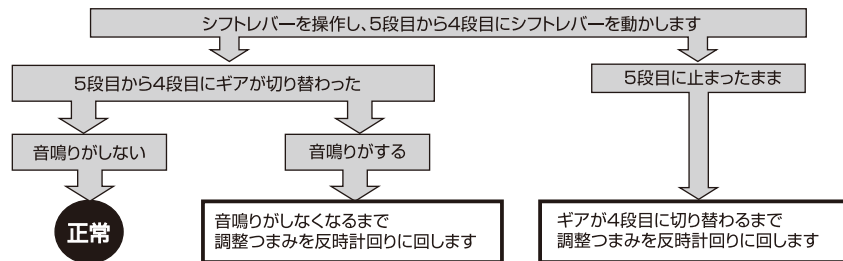 シフトレバーを操作し、5段目から4段目にシフトレバーを動かします
5段目から4段目にギアが切り替わった
5段目に止まったまま
音鳴りがしない
音鳴りがする
正常
音鳴りがしなくなるまで
調整つまみを反時計回りに回します
ギアが4段目に切り替わるまで
調整つまみを反時計回りに回します